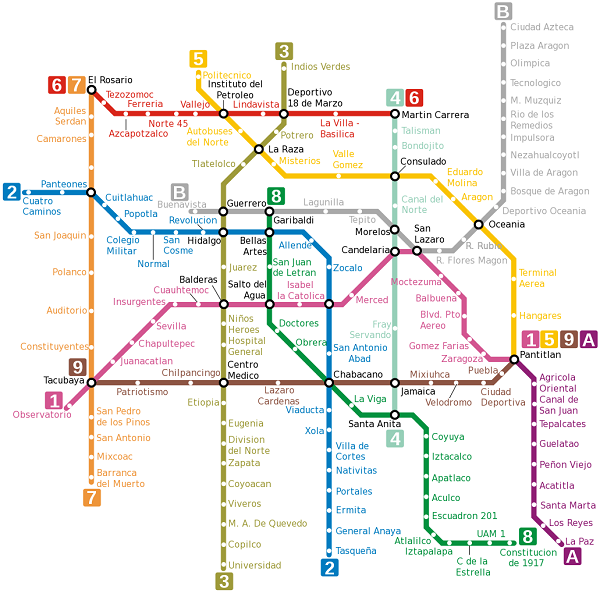 B
Ciudad Azteca
Plaza Aragon
Olimpica
Tecnologico
M. Muzquiz
Rio de los
Remedios
Impulsora
Nezahualcoyotl
Villa de Aragon
Bosque de Aragon
Deportivo Oceania
Oceania
R. Rubio
R. Flores Magon
San
Lazaro
Morelos
Tepito
Lagunilla
Garibaldi
Guerrero
Buenavista
B
6
7
El Rosario
Tezozomoc
Ferreria
Azcapotzalco
Norte 45
Vallejo
Instituto del
Petroleo
Lindavista
Deportivo
18 de Marzo
La Villa -
Basilica
Martin Carrera
4
6
5
Politecnico
Autobuses
del Norte
La Raza
Misterios
Valle
Gomez
Consulado
Eduardo
Molina
Aragon
Terminal
Aerea
Hangares
Pantitlan
1
5
9
A
3
Indios Verdes
Potrero
Tlatelolco
Hidalgo
Juarez
Balderas
Niños
Heroes
Hospital
General
Centro
Medico
Etiopia
Eugenia
Division
del Norte
Zapata
Coyoacan
Viveros
M. A. De Quevedo
Copilco
Universidad
3
Talisman
Bondojito
Canal del
Norte
Candelaria
Fray
Servando
Jamaica
Santa Anita
4
Aquiles
Serdan
Camarones
Panteones
San Joaquin
Polanco
Auditorio
Constituyentes
9
Tacubaya
San Pedro
de los Pinos
San Antonio
Mixcoac
Barranca
del Muerto
7
2
Cuatro
Caminos
Cuitlahuac
Popotla
Colegio
Militar
Normal
San
Cosme
Revolucion
Bellas
Artes
Allende
Zocalo
San Antonio
Abad
Chabacano
Viaducta
Xola
Villa de
Cortes
Nativitas
Portales
Ermita
General Anaya
Tasqueña
2
1
Observatorio
Juanacatlan
Chapultepec
Sevilla
Insurgentes
Cuauhtemoc
Salto del
Agua
Isabel
la Catolica
Merced
Moctezuma
Balbuena
Blvd. Pto
Aereo
Gomez Farias
Zaragoza
Patriotismo
Chilpancingo
Lazaro
Cardenas
Mixiuhca
Velodromo
Ciudad
Deportiva
Puebla
8
San Juan
de Letran
Doctores
Obrera
La Viga
Coyuya
Iztacalco
Apatlaco
Aculco
Escuadron 201
Atlalilco
Iztapalapa
C de la
Estrella
UAM 1
8
Constitucion
de 1917
Agricola
Oriental
Canal de
San Juan
Tepalcates
Guelatao
Peñon Viejo
Acatitla
Santa Marta
Los Reyes
La Paz
A